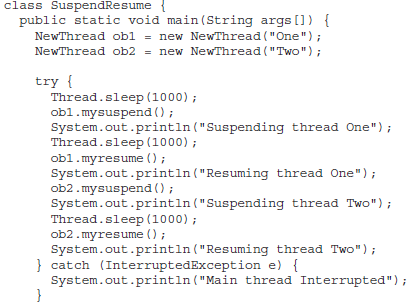 class SuspendResume {
  public static void main(String args[]) {
    NewThread ob1 = new NewThread("One");
    NewThread ob2 = new NewThread("Two");

    try {
      Thread.sleep(1000);
      ob1.mysuspend();
      System.out.println("Suspending thread One");
      Thread.sleep(1000);
      ob1.myresume();
      System.out.println("Resuming thread One");
      ob2.mysuspend();
      System.out.println("Suspending thread Two");
      Thread.sleep(1000);
      ob2.myresume();
      System.out.println("Resuming thread Two");
    } catch (InterruptedException e) {
      System.out.println("Main thread Interrupted");
    }